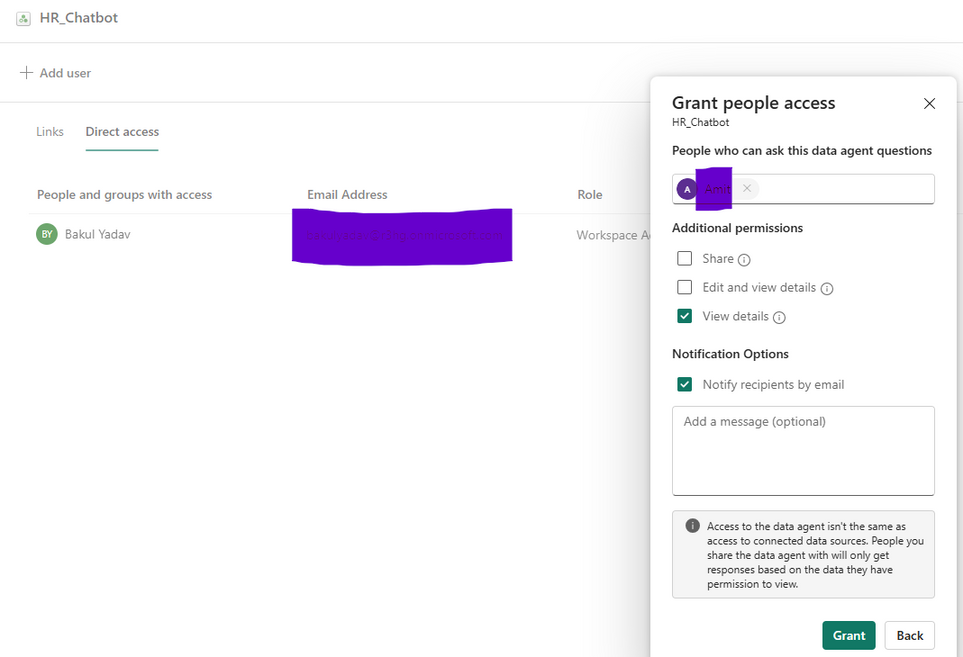 HR_Chatbot
Add user
Links Direct access
People and groups with access Email Address Role
BY Bakul Yadav Workspace
Grant people access
HR_Chatbot
People who can ask this data agent questions
A Amit
Additional permissions
Share
Edit and view details
View details
Notification Options
Notify recipients by email
Add a message (optional)
Access to the data agent isn't the same as
access to connected data sources. People you
share the data agent with will only get
responses based on the data they have
permission to view.
Grant Back